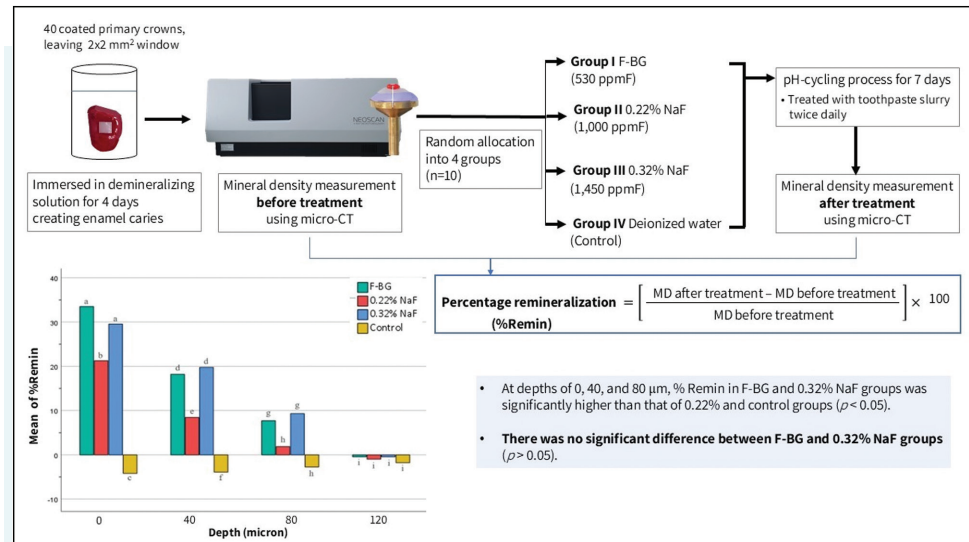 40 coated primary crowns,
leaving 2x2 mm² window
Immersed in demineralizing
solution for 4 days
creating enamel caries
NEOSCAN
Mineral density measurement
before treatment
using micro-CT
Random allocation
into 4 groups
(n=10)
Group I F-BG
(530 ppmF)
Group II 0.22% NaF
(1,000 ppmF)
Group III 0.32% NaF
(1,450 ppmF)
Group IV Deionized water
(Control)
pH-cycling process for 7 days
• Treated with toothpaste slurry
twice daily
Mineral density measurement
after treatment
using micro-CT
Percentage remineralization
(%Remin)
= [ MD after treatment – MD before treatment
MD before treatment ] × 100
Mean of %Remin
40
30
20
10
0
-10
F-BG
0.22% NaF
0.32% NaF
Control
a
b
a
c
d
e
d
f
g
h
g
h
i
i
i
i
0
40
80
120
Depth (micron)
• At depths of 0, 40, and 80 μm, % Remin in F-BG and 0.32% NaF groups was
significantly higher than that of 0.22% and control groups (p < 0.05).
• There was no significant difference between F-BG and 0.32% NaF groups
(p > 0.05).